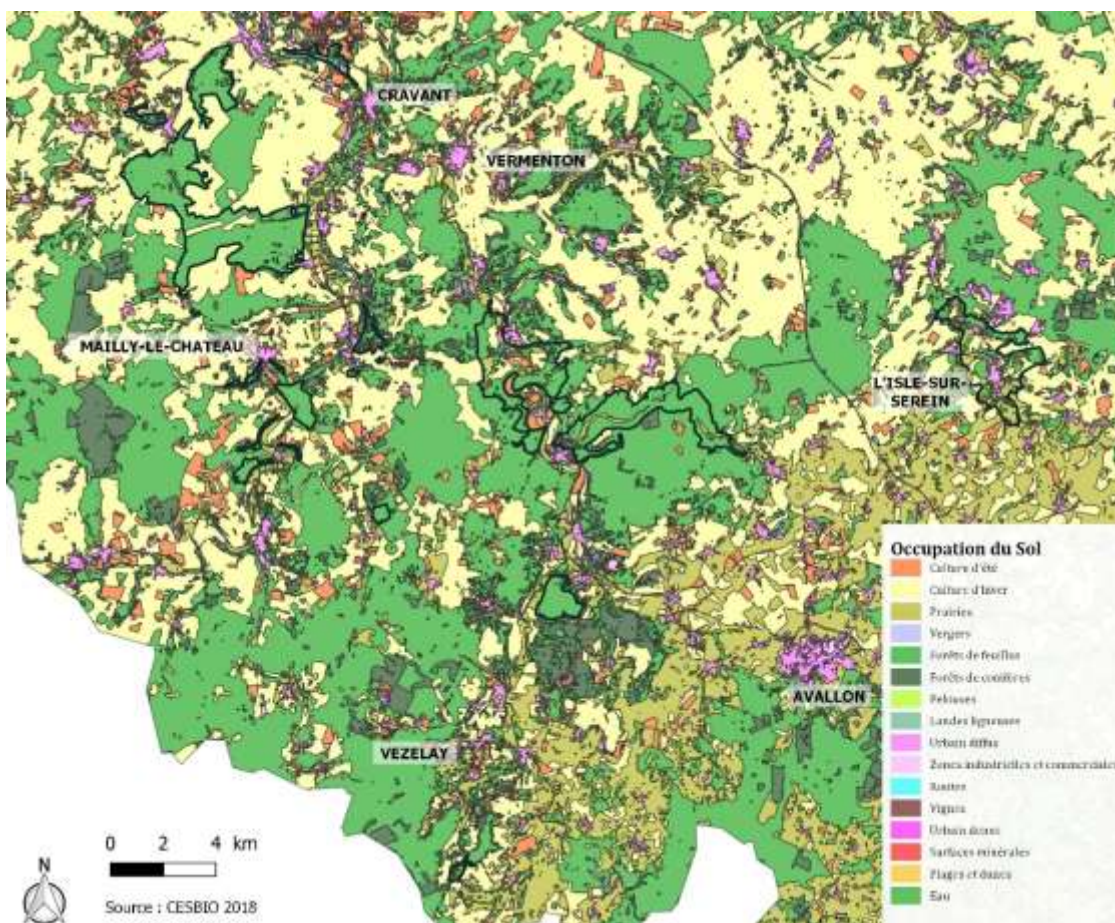 CRAVANT
VERMENTON
MAILLY-LE-CHATEAU
L'ISLE-SUR-
SEREIN
AVALLON
VEZELAY
Occupation du Sol
Culture d'été
Culture d'hiver
Prairies
Vergers
Forêts de feuillus
Forêts de conifères
Pelouses
Landes ligneuses
Urbain diffus
Zones industrielles et commerciales
Routes
Vignes
Urbain dense
Surfaces minérales
Plages et dunes
Eau
0 2 4 km
N
Source : CESBIO 2018